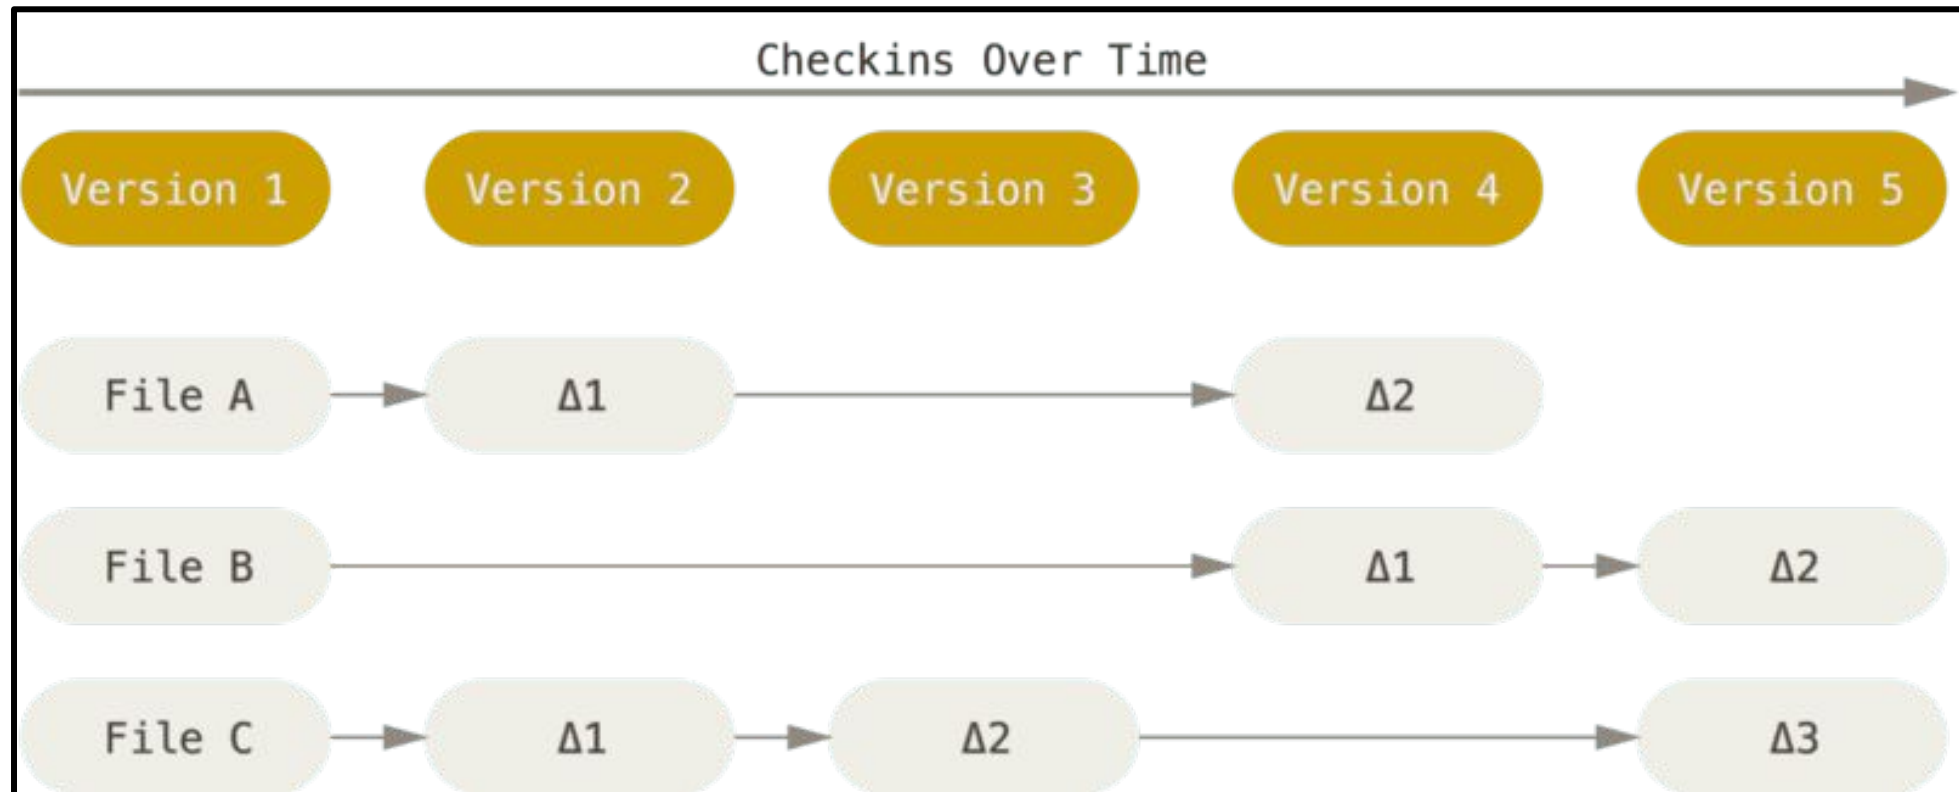 Checkins Over Time
Version 1 Version 2 Version 3 Version 4 Version 5
File A Δ1 Δ2
File B Δ1 Δ2
File C Δ1 Δ2 Δ3